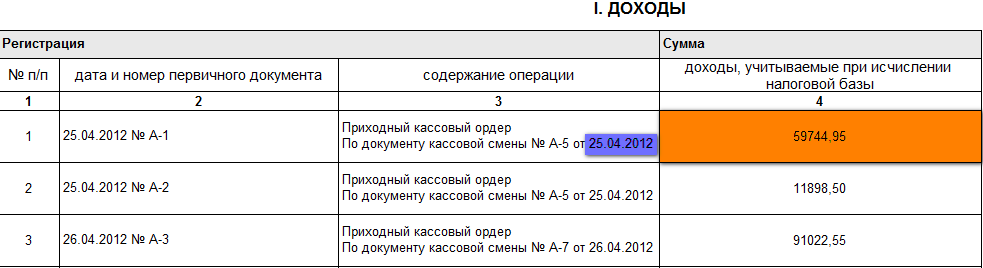 I. ДОХОДЫ
Регистрация Сумма
№ п/п дата и номер первичного документа содержание операции доходы, учитываемые при исчислении
налоговой базы
1 2 3 4
1 25.04.2012 № А-1 Приходный кассовый ордер 59744,95
По документу кассовой смены № А-5 от 25.04.2012
2 25.04.2012 № А-2 Приходный кассовый ордер 11898,50
По документу кассовой смены № А-5 от 25.04.2012
3 26.04.2012 № А-3 Приходный кассовый ордер 91022,55
По документу кассовой смены № А-7 от 26.04.2012